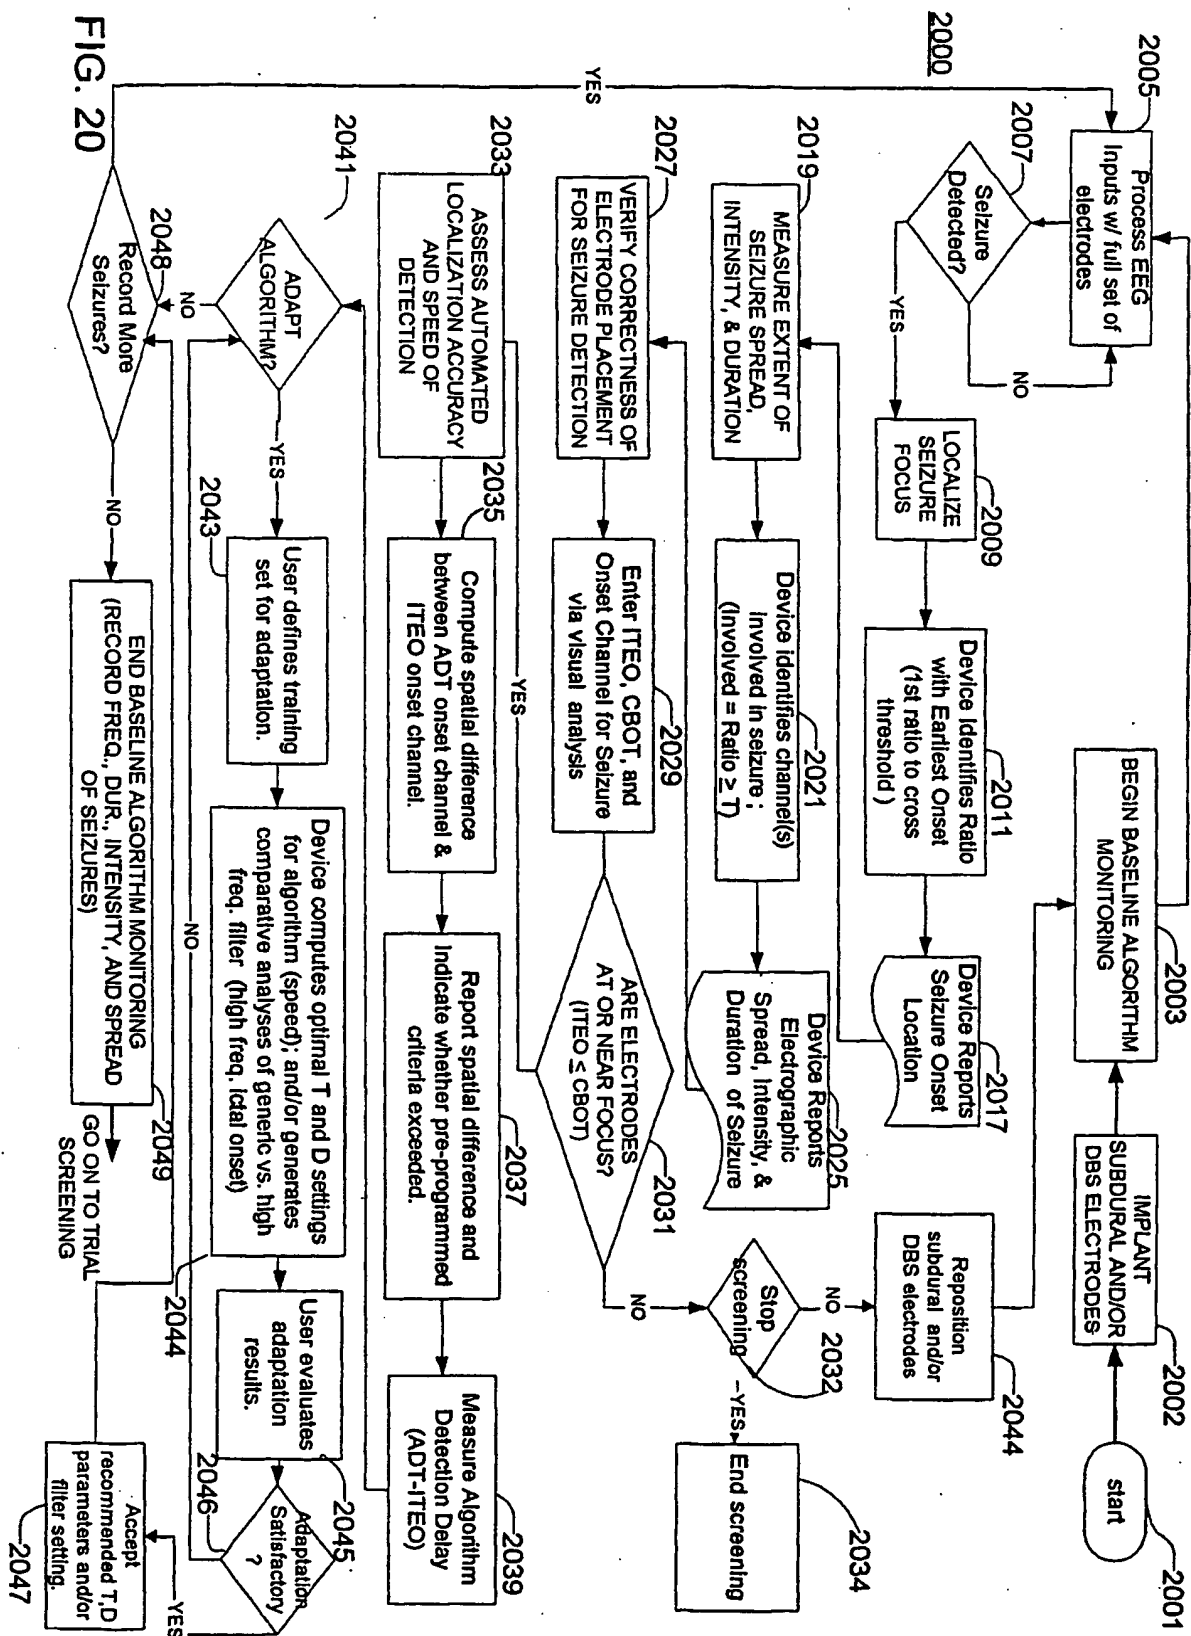 2000
start
2001
IMPLANT
SUBDURAL AND/OR
DBS ELECTRODES
2002
BEGIN BASELINE ALGORITHM
MONITORING
2003
2005
Process EEG
Inputs w/ full set of
electrodes
2007
Seizure
Detected?
NO
YES
LOCALIZE
SEIZURE
FOCUS
2009
Device Identifies Ratio
with Earliest Onset
(1st ratio to cross
threshold )
2011
Device Reports
Seizure Onset
Location
2017
2019
MEASURE EXTENT OF
SEIZURE SPREAD,
INTENSITY, & DURATION
Device identifies channel(s)
involved in seizure ;
(Involved = Ratio ≥ T)
2021
Device Reports
Electrographic
Spread, Intensity, &
Duration of Seizure
2025
2027
VERIFY CORRECTNESS OF
ELECTRODE PLACEMENT
FOR SEIZURE DETECTION
Enter ITEO, CBOT, and
Onset Channel for Seizure
via visual analysis
2029
ARE ELECTRODES
AT OR NEAR FOCUS?
(ITEO ≤ CBOT)
2031
NO
Stop
screening
2032
NO
Reposition
subdural and/or
DBS electrodes
2044
YES
End screening
2034
YES
2033
ASSESS AUTOMATED
LOCALIZATION ACCURACY
AND SPEED OF
DETECTION
2035
Compute spatial difference
between ADT onset channel &
ITEO onset channel.
Report spatial difference and
Indicate whether pre-programmed
criteria exceeded.
2037
Measure Algorithm
Detection Delay
(ADT-ITEO)
2039
2041
ADAPT
ALGORITHM?
YES
NO
User defines training
set for adaptation.
2043
Device computes optimal T and D settings
for algorithm (speed); and/or generates
comparative analyses of generic vs. high
freq. filter (high freq. ictal onset)
2044
User evaluates
adaptation
results.
2045
Adaptation
Satisfactory
?
2046
NO
YES
Accept
recommended T,D
parameters and/or
filter setting.
2047
2048
Record More
Seizures?
YES
NO
END BASELINE ALGORITHM MONITORING
(RECORD FREQ., DUR., INTENSITY, AND SPREAD
OF SEIZURES)
2049
GO ON TO TRIAL
SCREENING
FIG. 20